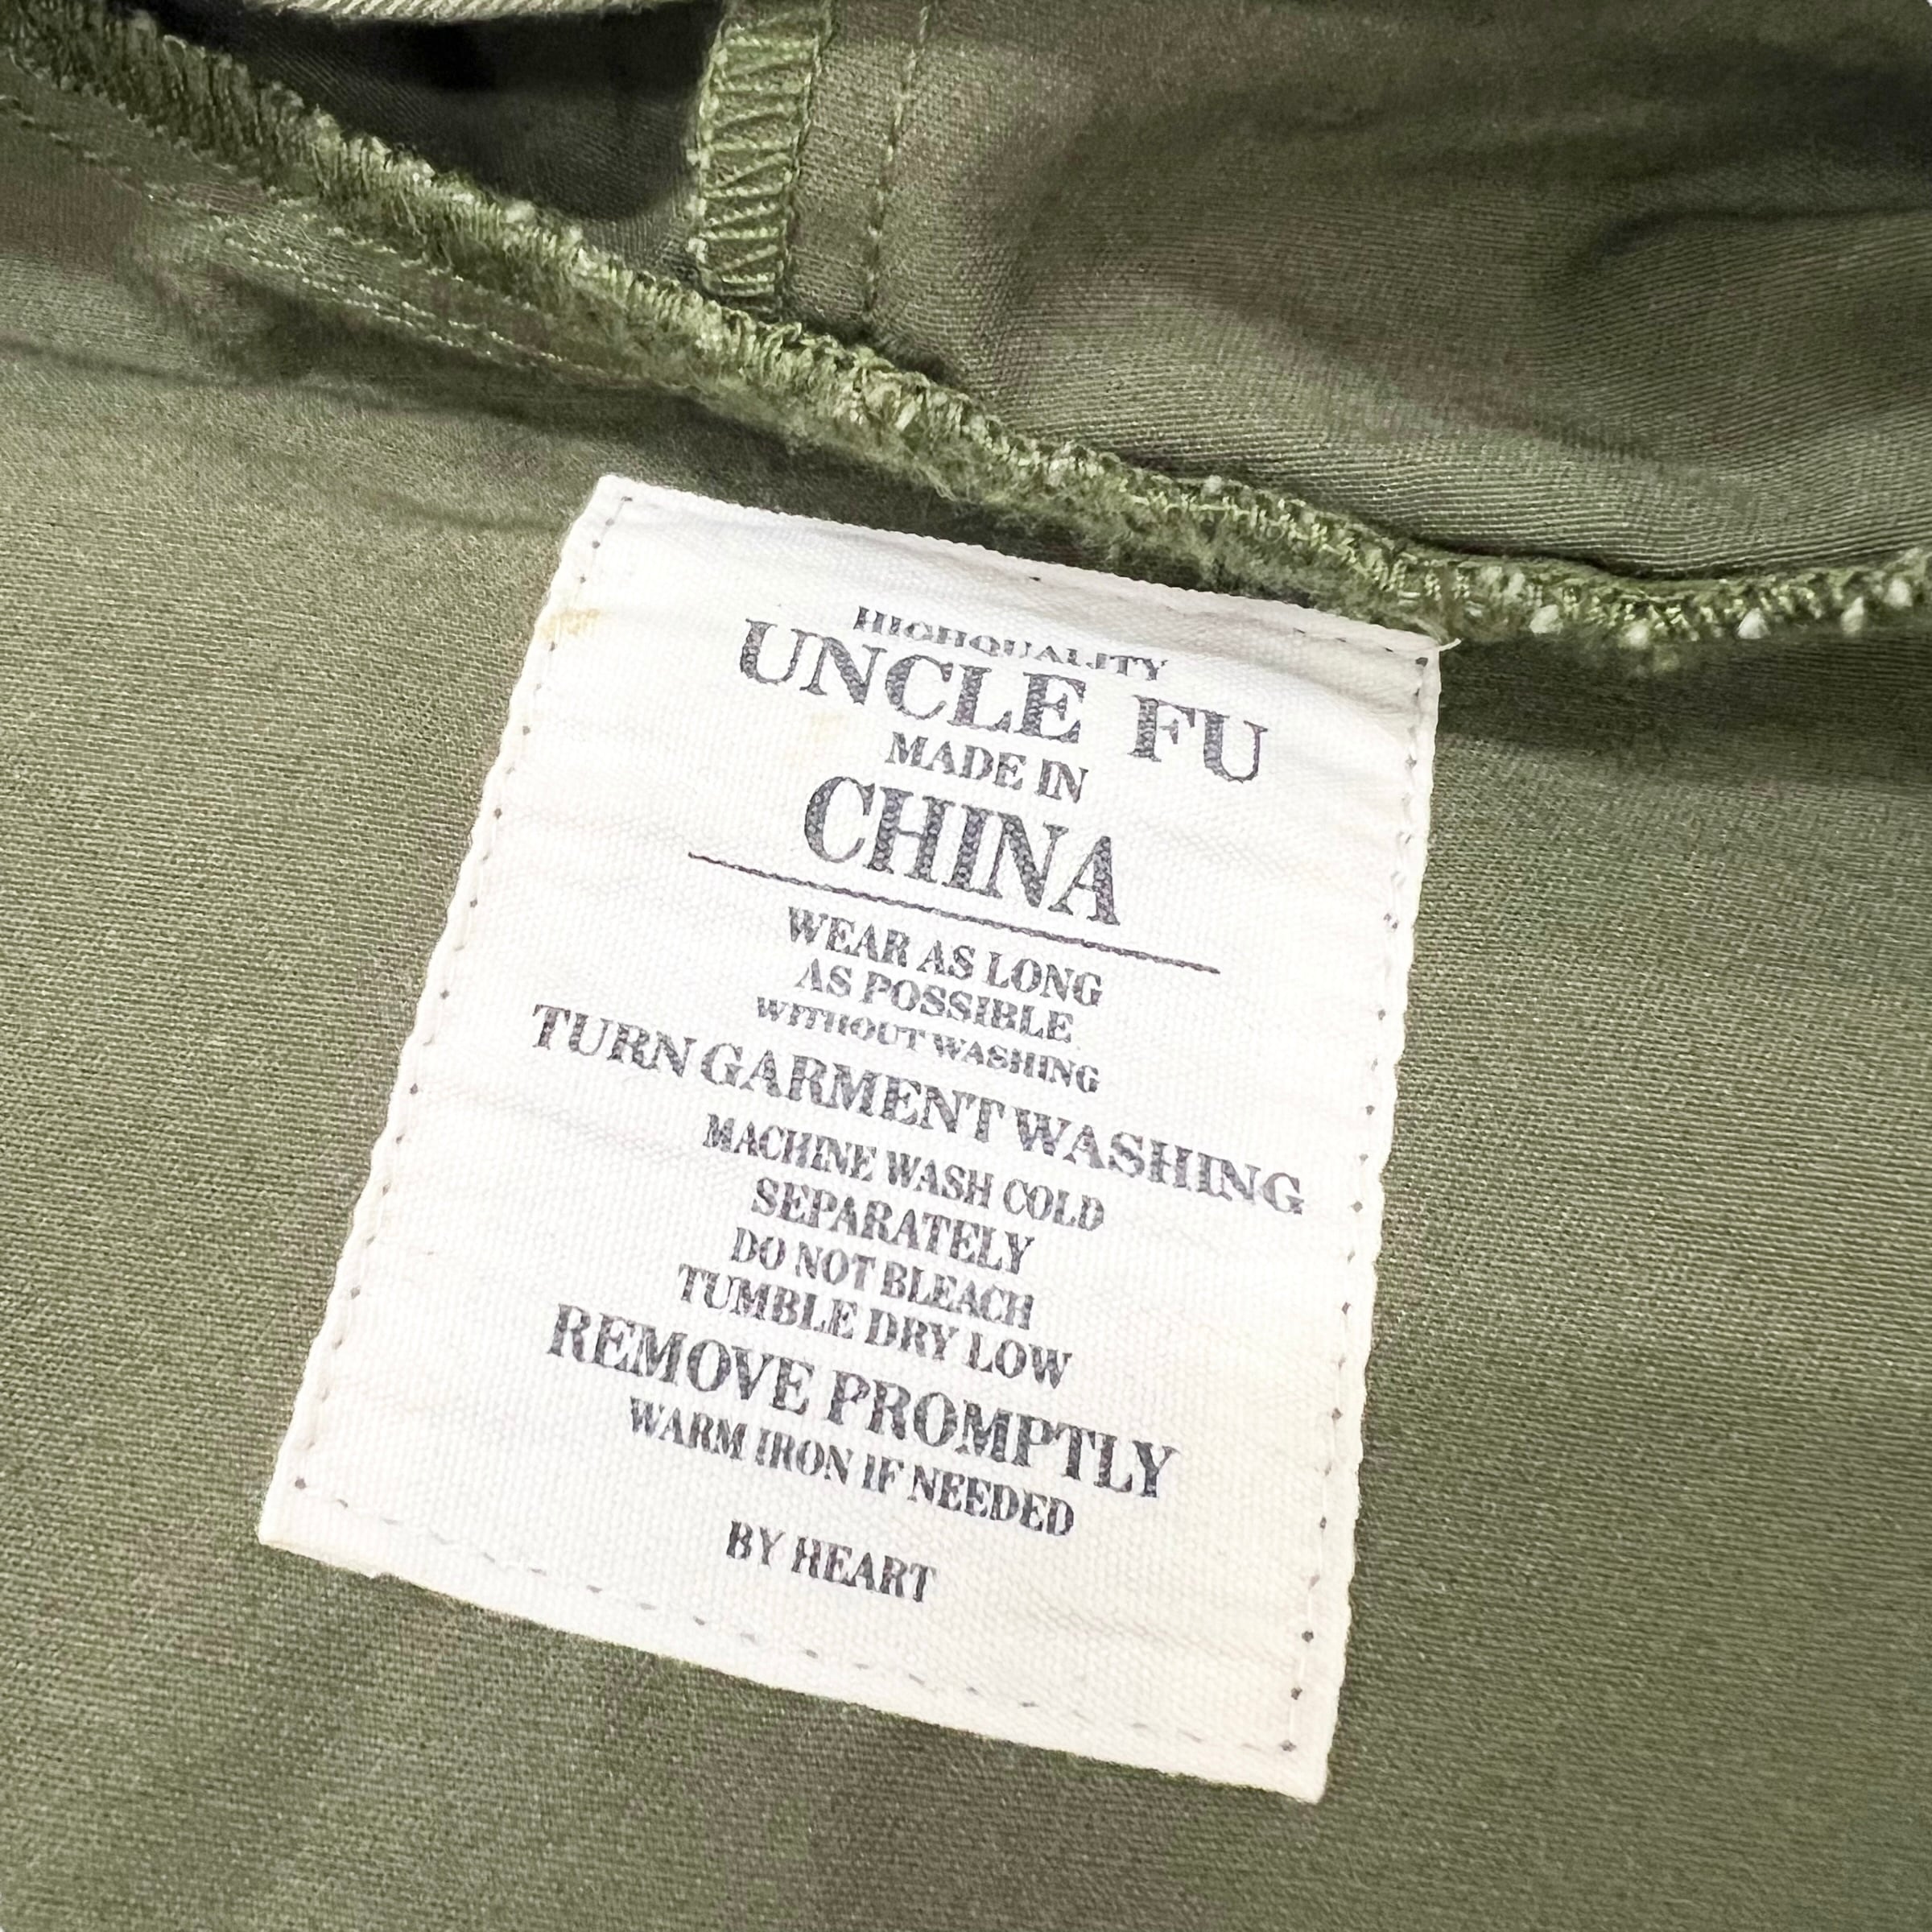 HIGHQUALITY
UNCLE FU
MADE IN
CHINA
WEAR AS LONG
AS POSSIBLE
WITHOUT WASHING
TURN GARMENT WASHING
MACHINE WASH COLD
SEPARATELY
DO NOT BLEACH
TUMBLE DRY LOW
REMOVE PROMPTLY
WARM IRON IF NEEDED
BY HEART